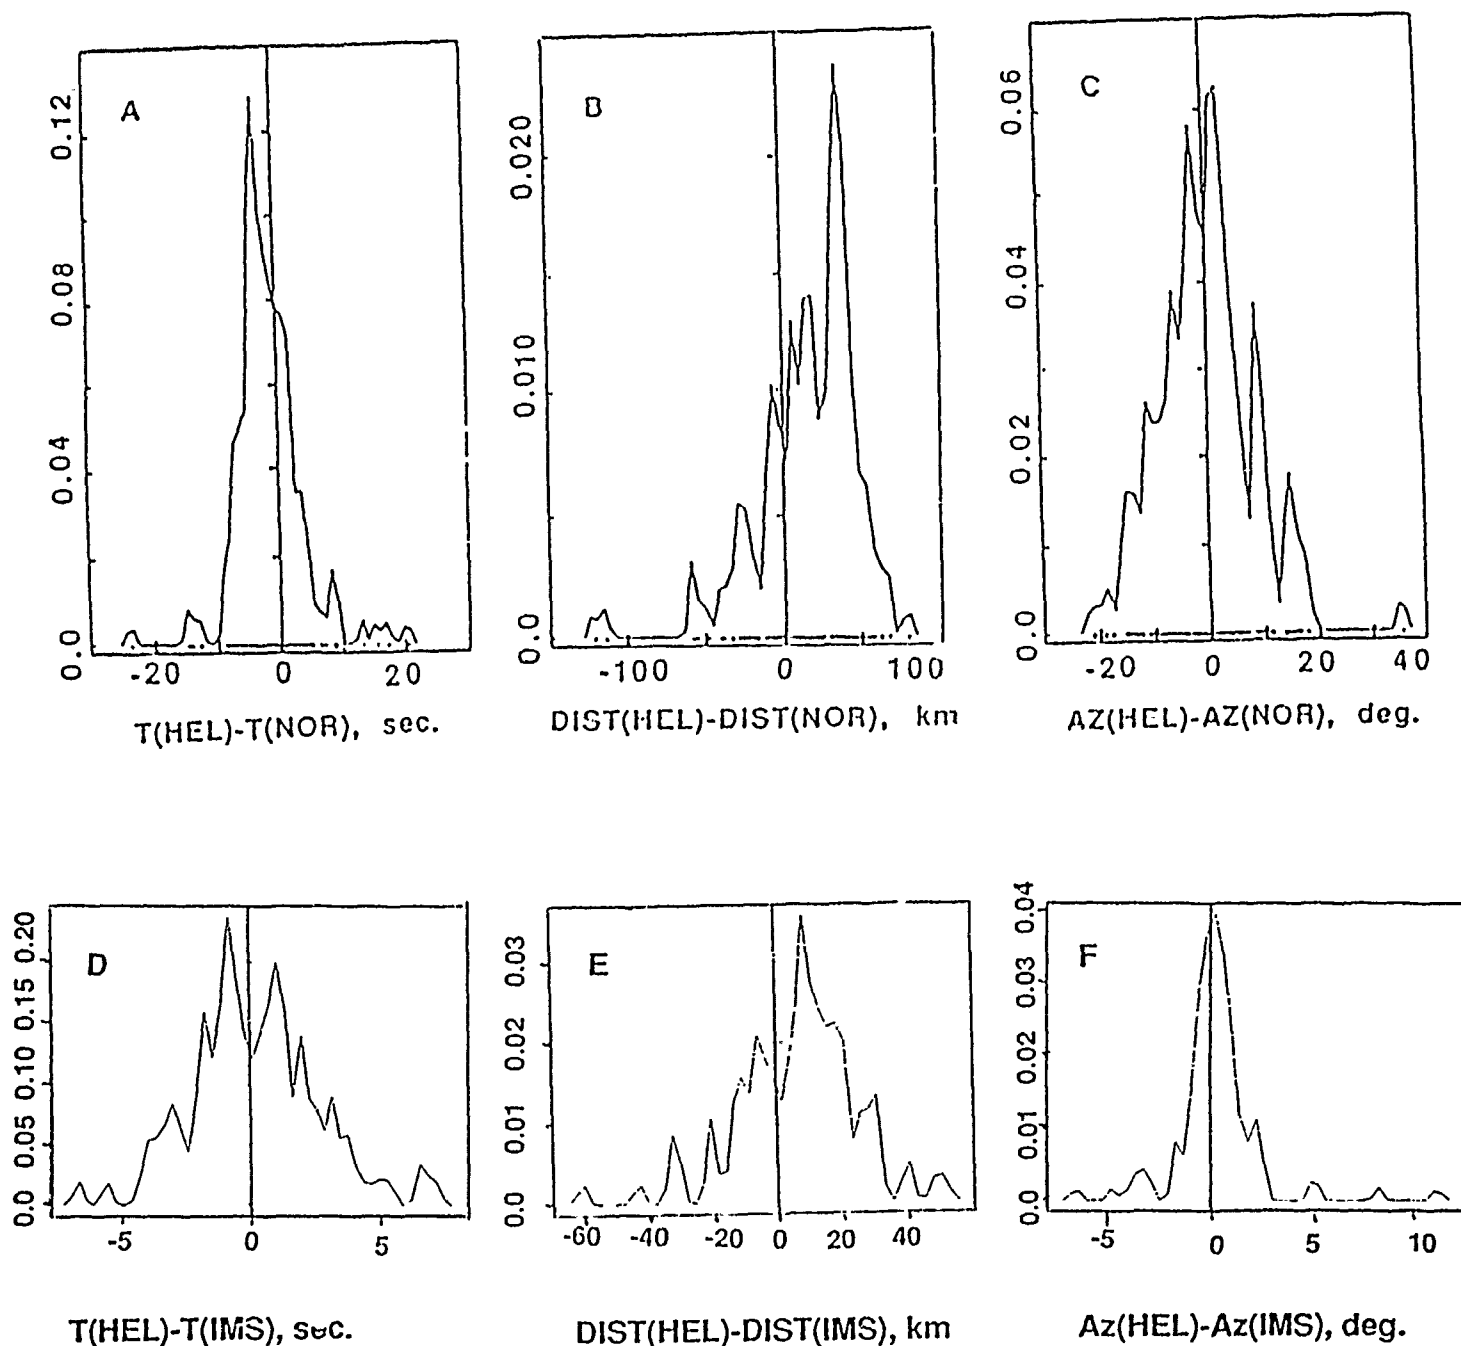 A
0.12
0.08
0.04
0.0
-20 0 20
T(HEL)-T(NOR), sec.
B
0.020
0.010
0.0
-100 0 100
DIST(HEL)-DIST(NOR), km
C
0.06
0.04
0.02
0.0
-20 0 20 40
AZ(HEL)-AZ(NOR), deg.
D
0.20
0.15
0.10
0.05
0.0
-5 0 5
T(HEL)-T(IMS), sec.
E
0.03
0.02
0.01
0.0
-60 -40 -20 0 20 40
DIST(HEL)-DIST(IMS), km
F
0.04
0.03
0.02
0.01
0.0
-5 0 5 10
Az(HEL)-Az(IMS), deg.